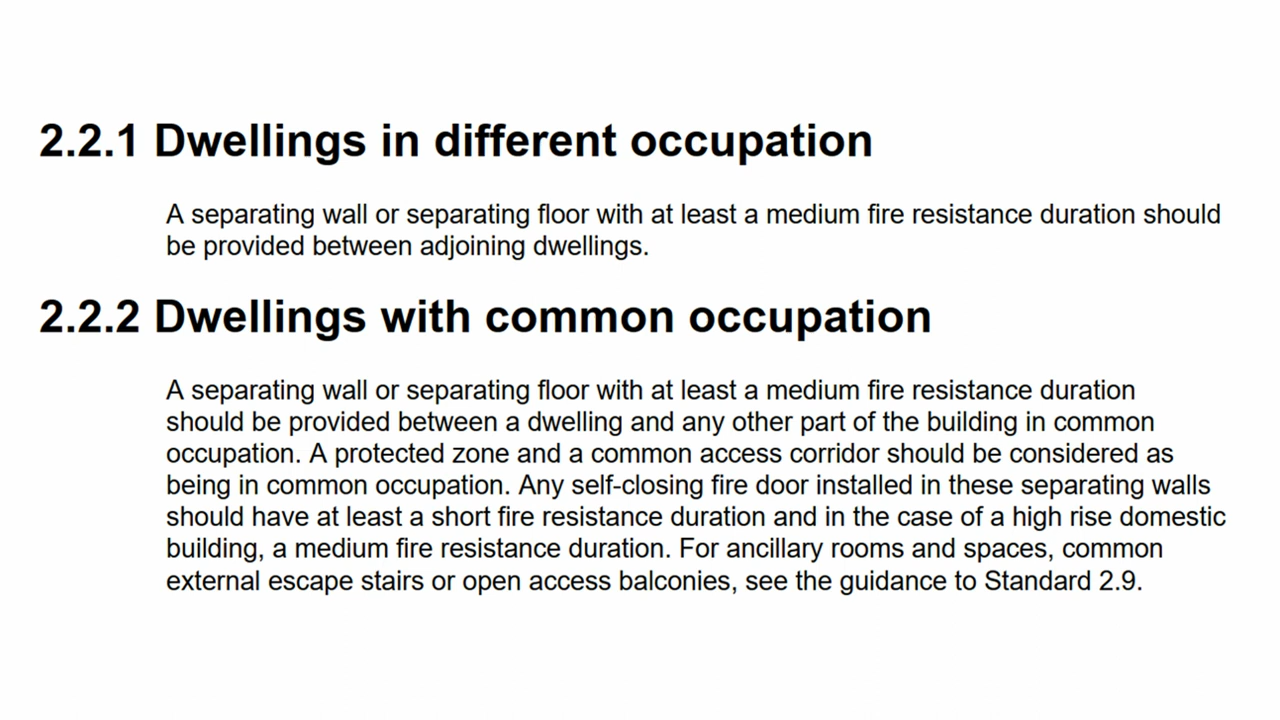 2.2.1 Dwellings in different occupation
A separating wall or separating floor with at least a medium fire resistance duration should
be provided between adjoining dwellings.
2.2.2 Dwellings with common occupation
A separating wall or separating floor with at least a medium fire resistance duration
should be provided between a dwelling and any other part of the building in common
occupation. A protected zone and a common access corridor should be considered as
being in common occupation. Any self-closing fire door installed in these separating walls
should have at least a short fire resistance duration and in the case of a high rise domestic
building, a medium fire resistance duration. For ancillary rooms and spaces, common
external escape stairs or open access balconies, see the guidance to Standard 2.9.